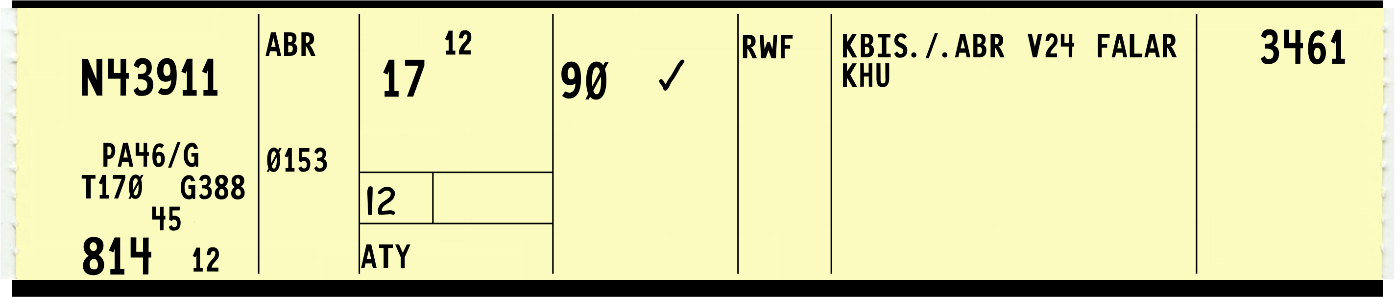 N43911
PA46/G
T170 G388
45
814 12
ABR
Ø153
12
17
12
ATY
9Ø ✓
RWF
KBIS./.ABR V24 FALAR
KHU
3461